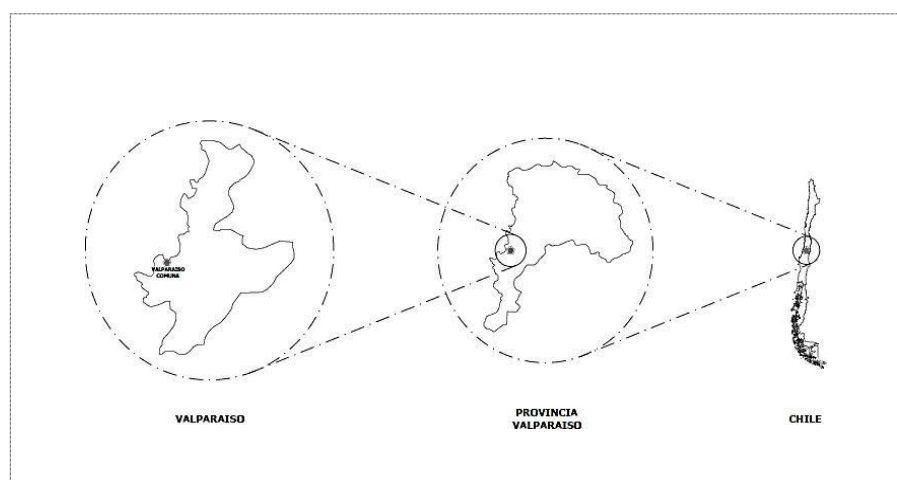 VALPARAISO
COMUNA
VALPARAISO
PROVINCIA
VALPARAISO
CHILE